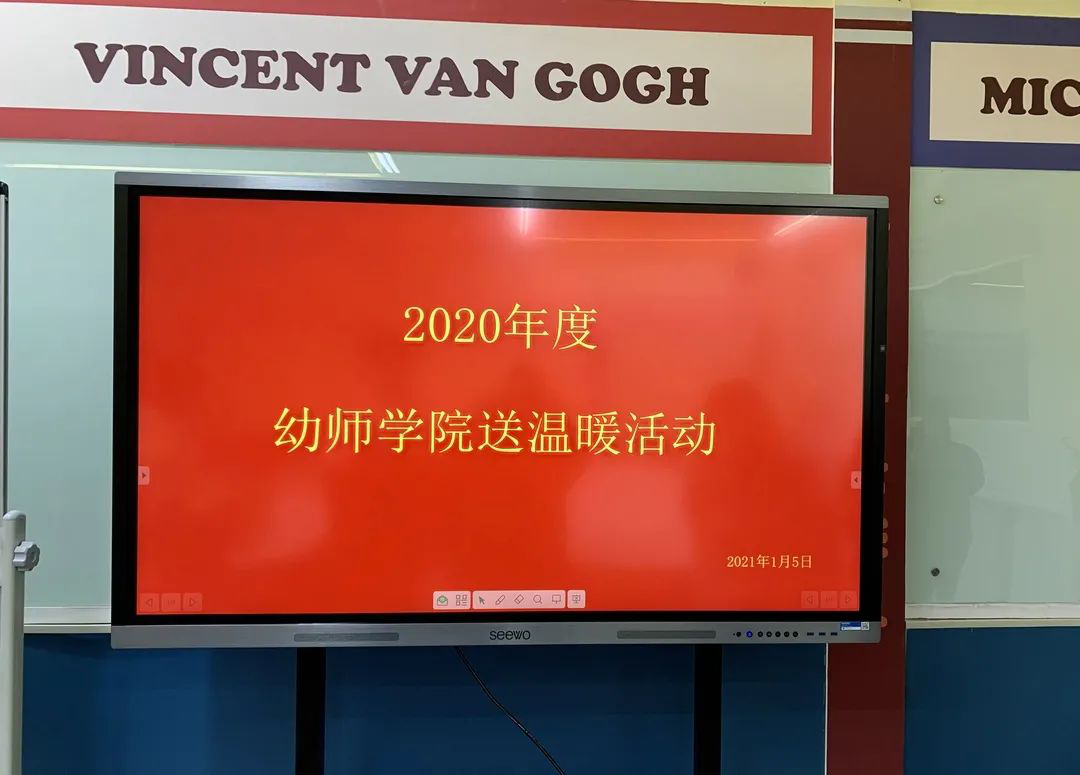 VINCENT VAN GOGH
MIC
2020年度
幼师学院送温暖活动
2021年1月5日
seewo